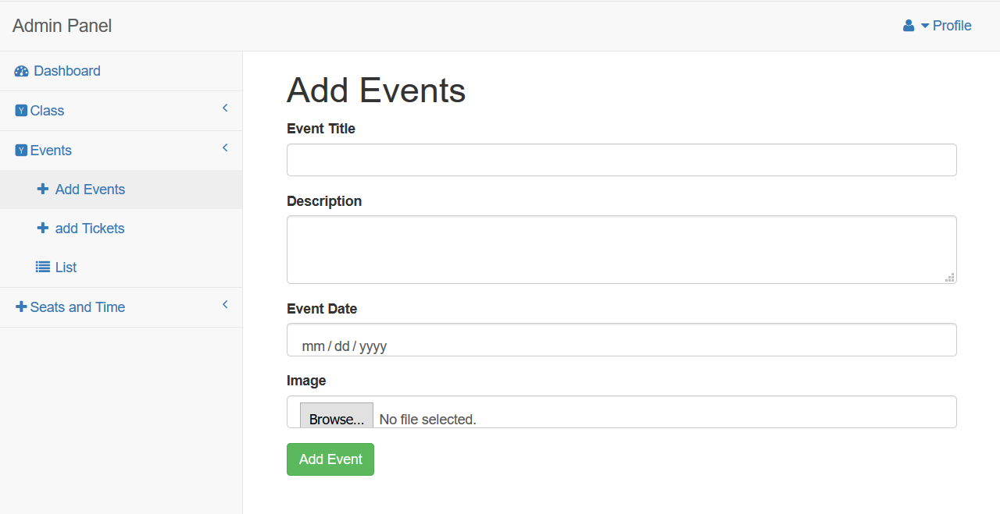 Admin Panel
Profile
Dashboard
Class
Events
Add Events
add Tickets
List
Seats and Time
Add Events
Event Title
Description
Event Date
mm / dd / yyyy
Image
Browse... No file selected.
Add Event